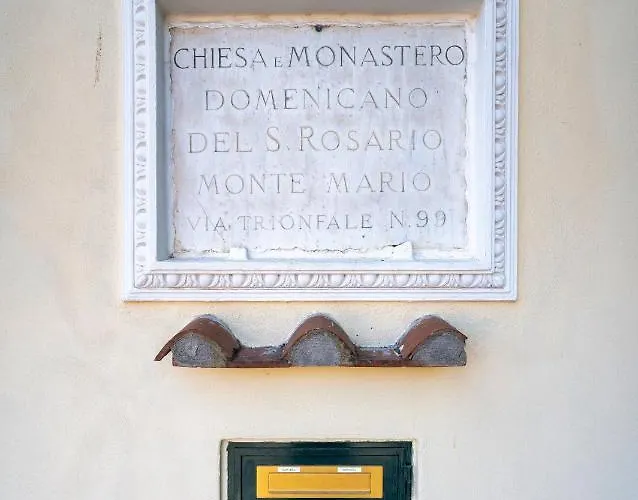 CHIESA E MONASTERO
DOMENICANO
DEL S. ROSARIO
MONTE MARIO
VIA TRIONFALE N. 99